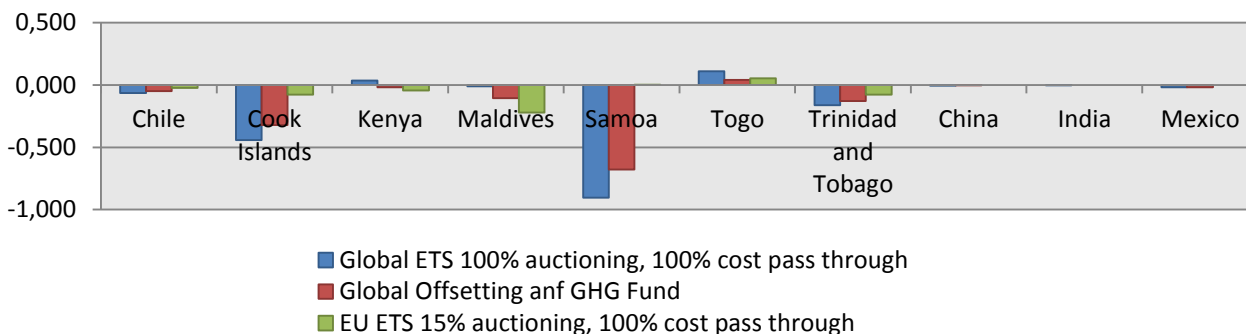 0,500
0,000
-0,500
-1,000
Chile
Cook
Islands
Kenya
Maldives
Samoa
Togo
Trinidad
and
Tobago
China
India
Mexico
Global ETS 100% auctioning, 100% cost pass through
Global Offsetting anf GHG Fund
EU ETS 15% auctioning, 100% cost pass through